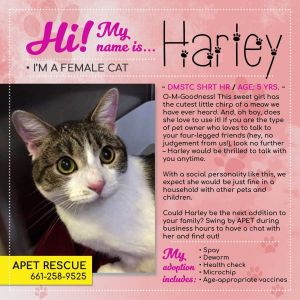 Hi! My
name is...
Harley
• I'M A FEMALE CAT
- DMSTC SHRT HR / AGE: 5 YRS. -
O-M-Goodness! This sweet girl has
the cutest little chirp of a meow we
have ever heard. And, oh boy, does
she love to use it! If you are the type
of pet owner who loves to talk to
your four-legged friends (hey, no
judgement from us!), look no further
- Harley would be thrilled to talk with
you anytime.
With a social personality like this, we
expect she would be just fine in a
household with other pets and
children.
Could Harley be the next addition to
your family? Swing by APET during
business hours to have a chat with
her and find out!
APET RESCUE
661-258-9525
My
adoption
includes:
• Spay
• Deworm
• Health check
• Microchip
• Age-appropriate vaccines